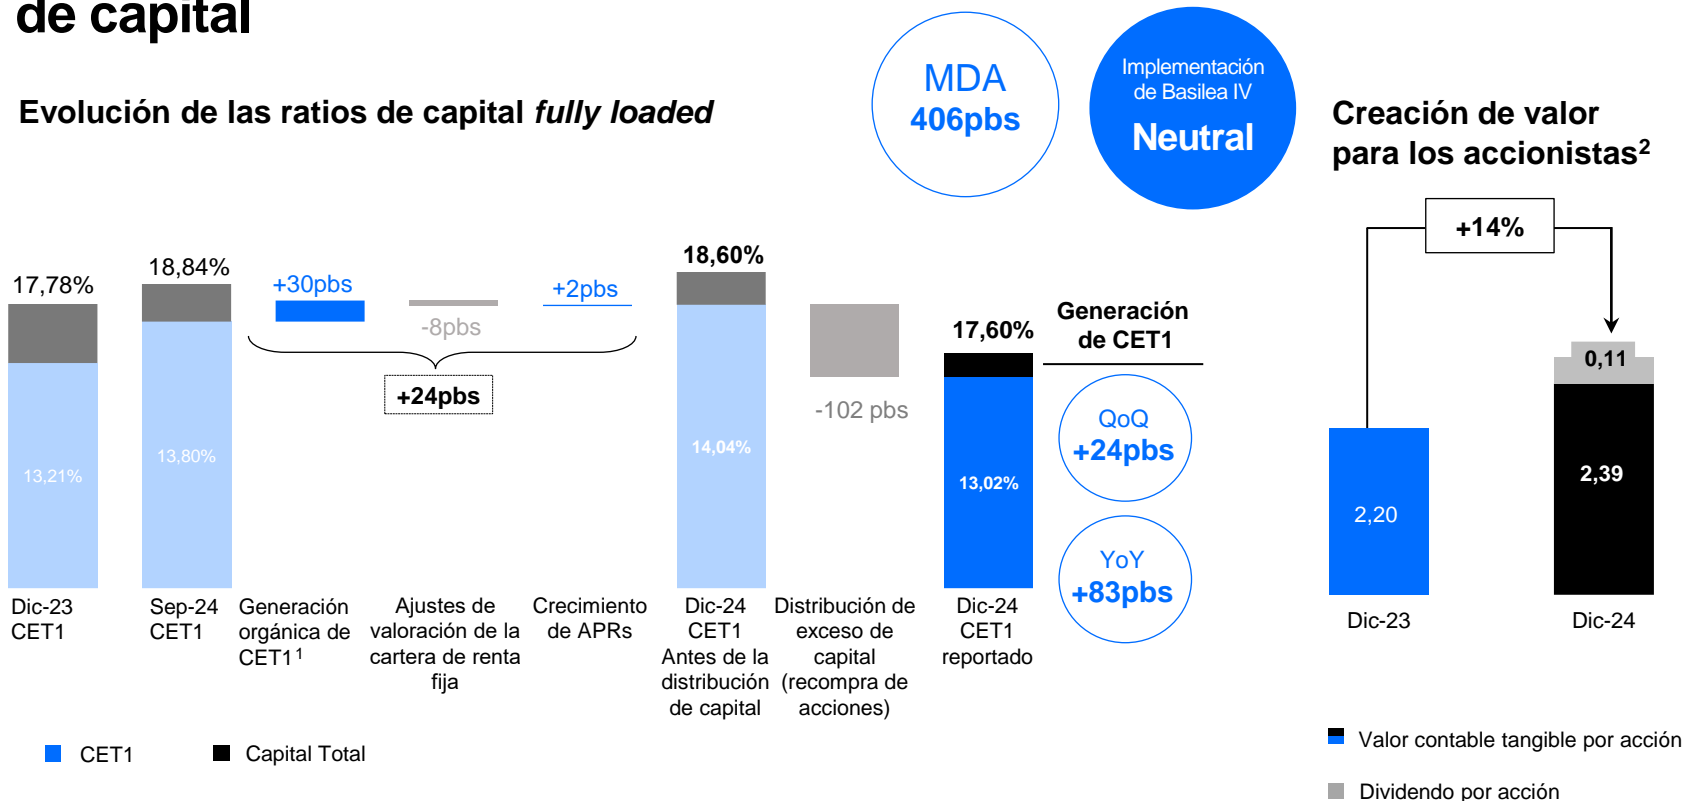 de capital
Evolución de las ratios de capital fully loaded
MDA
406pbs
Implementación
de Basilea IV
Neutral
Creación de valor
para los accionistas2
17,78%
13,21%
Dic-23
CET1
18,84%
13,80%
Sep-24
CET1
+30pbs
Generación
orgánica de
CET11
-8pbs
Ajustes de
valoración de la
cartera de renta
fija
+2pbs
Crecimiento
de APRs
+24pbs
18,60%
14,04%
Dic-24
CET1
Antes de la
distribución
de capital
-102 pbs
Distribución de
exceso de
capital
(recompra de
acciones)
17,60%
13,02%
Dic-24
CET1
reportado
Generación
de CET1
QoQ
+24pbs
YoY
+83pbs
CET1
Capital Total
+14%
2,20
Dic-23
0,11
2,39
Dic-24
Valor contable tangible por acción
Dividendo por acción